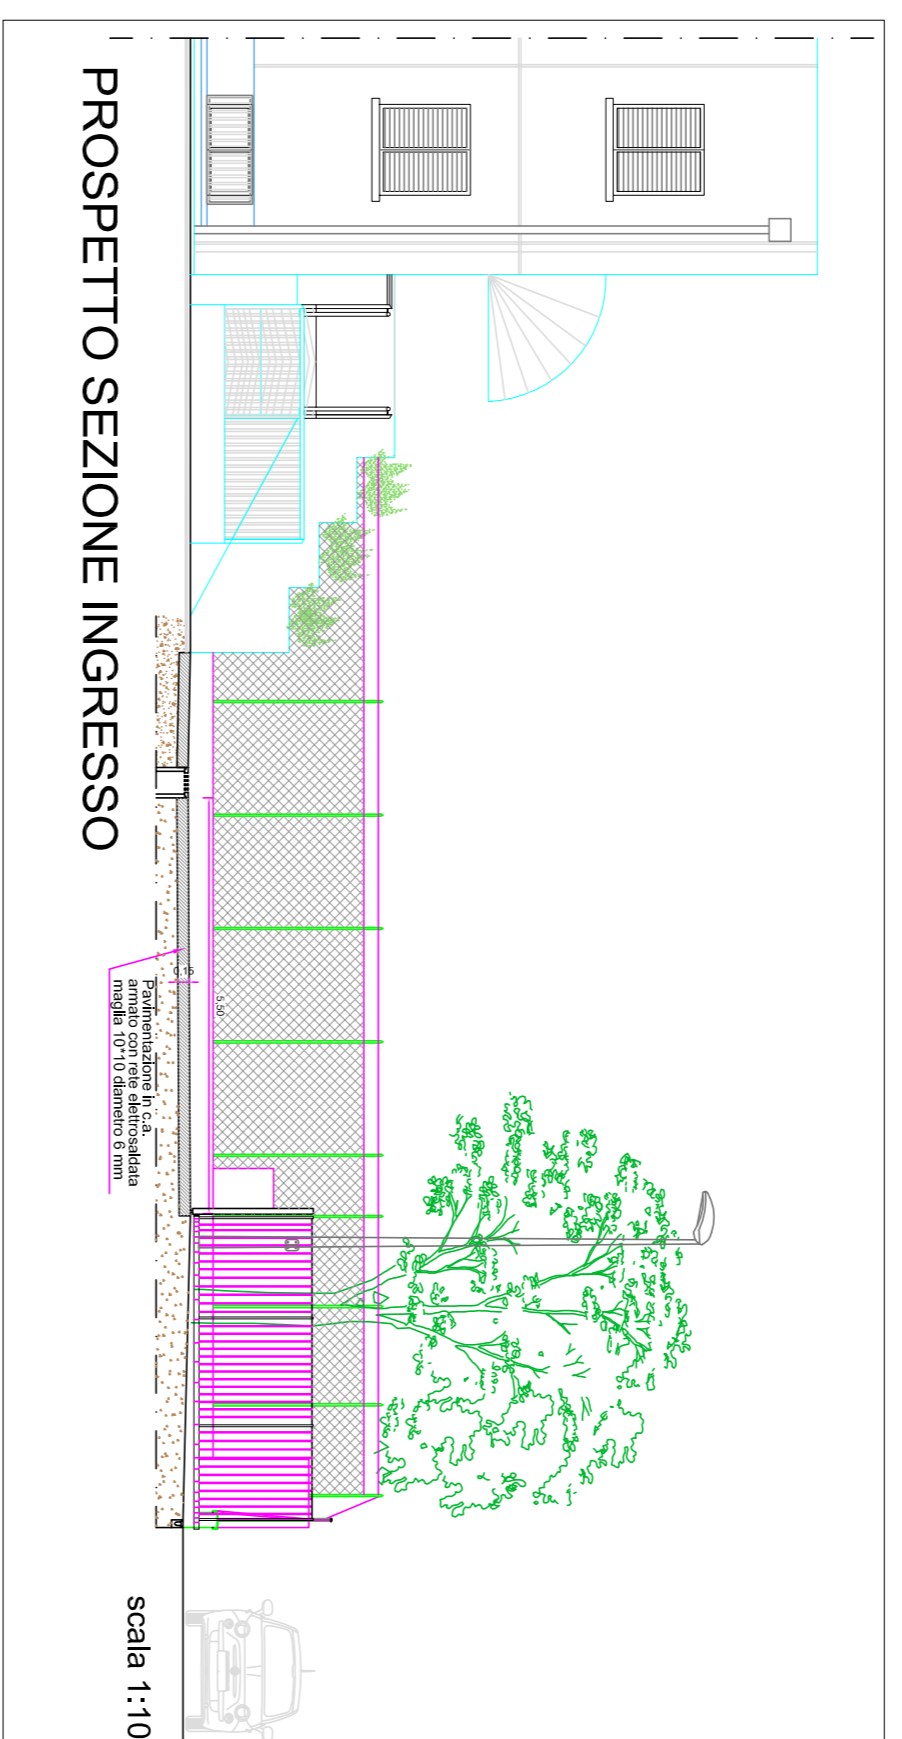 PROSPETTO SEZIONE INGRESSO
0,15
5,50
Pavimentazione in c.a.
armato con rete elettrosaldata
maglia 10*10 diametro 6 mm
scala 1:10